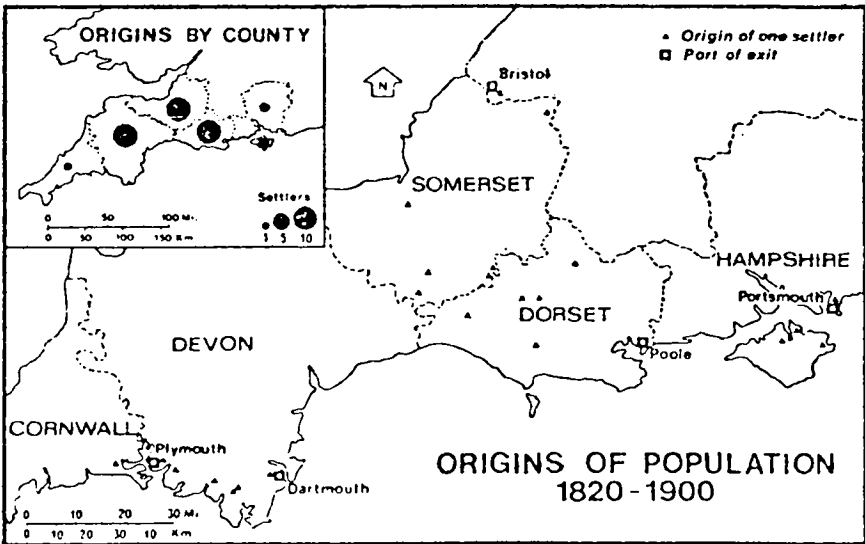 ORIGINS BY COUNTY
Settlers
0 50 100 Mi.
0 50 100 150 Km
1 5 10
▲ Origin of one settler
Port of exit
N
Bristol
SOMERSET
HAMPSHIRE
Portsmouth
DORSET
Poole
DEVON
CORNWALL
Plymouth
Dartmouth
ORIGINS OF POPULATION
1820-1900
0 10 20 30 Mi.
0 10 20 30 10 Km